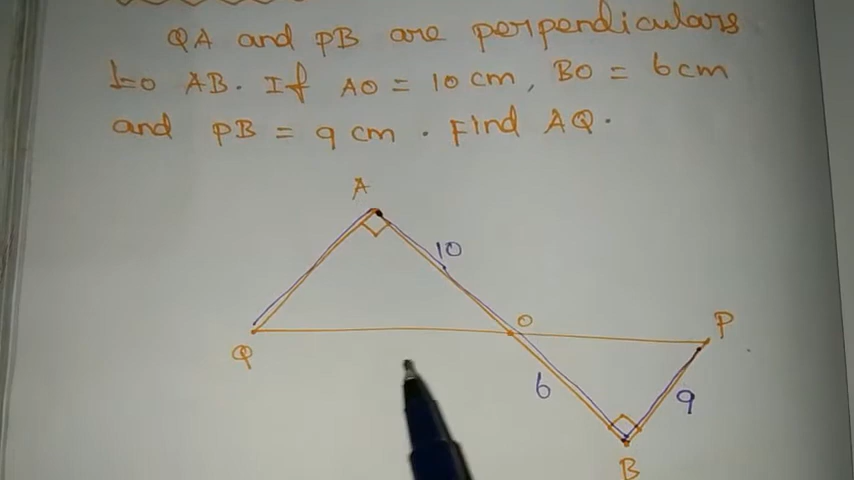 QA and PB are perpendiculars
to AB. If AO = 10 cm, BO = 6 cm
and PB = 9 cm. Find AQ.
A
10
O
P
Q
6
9
B